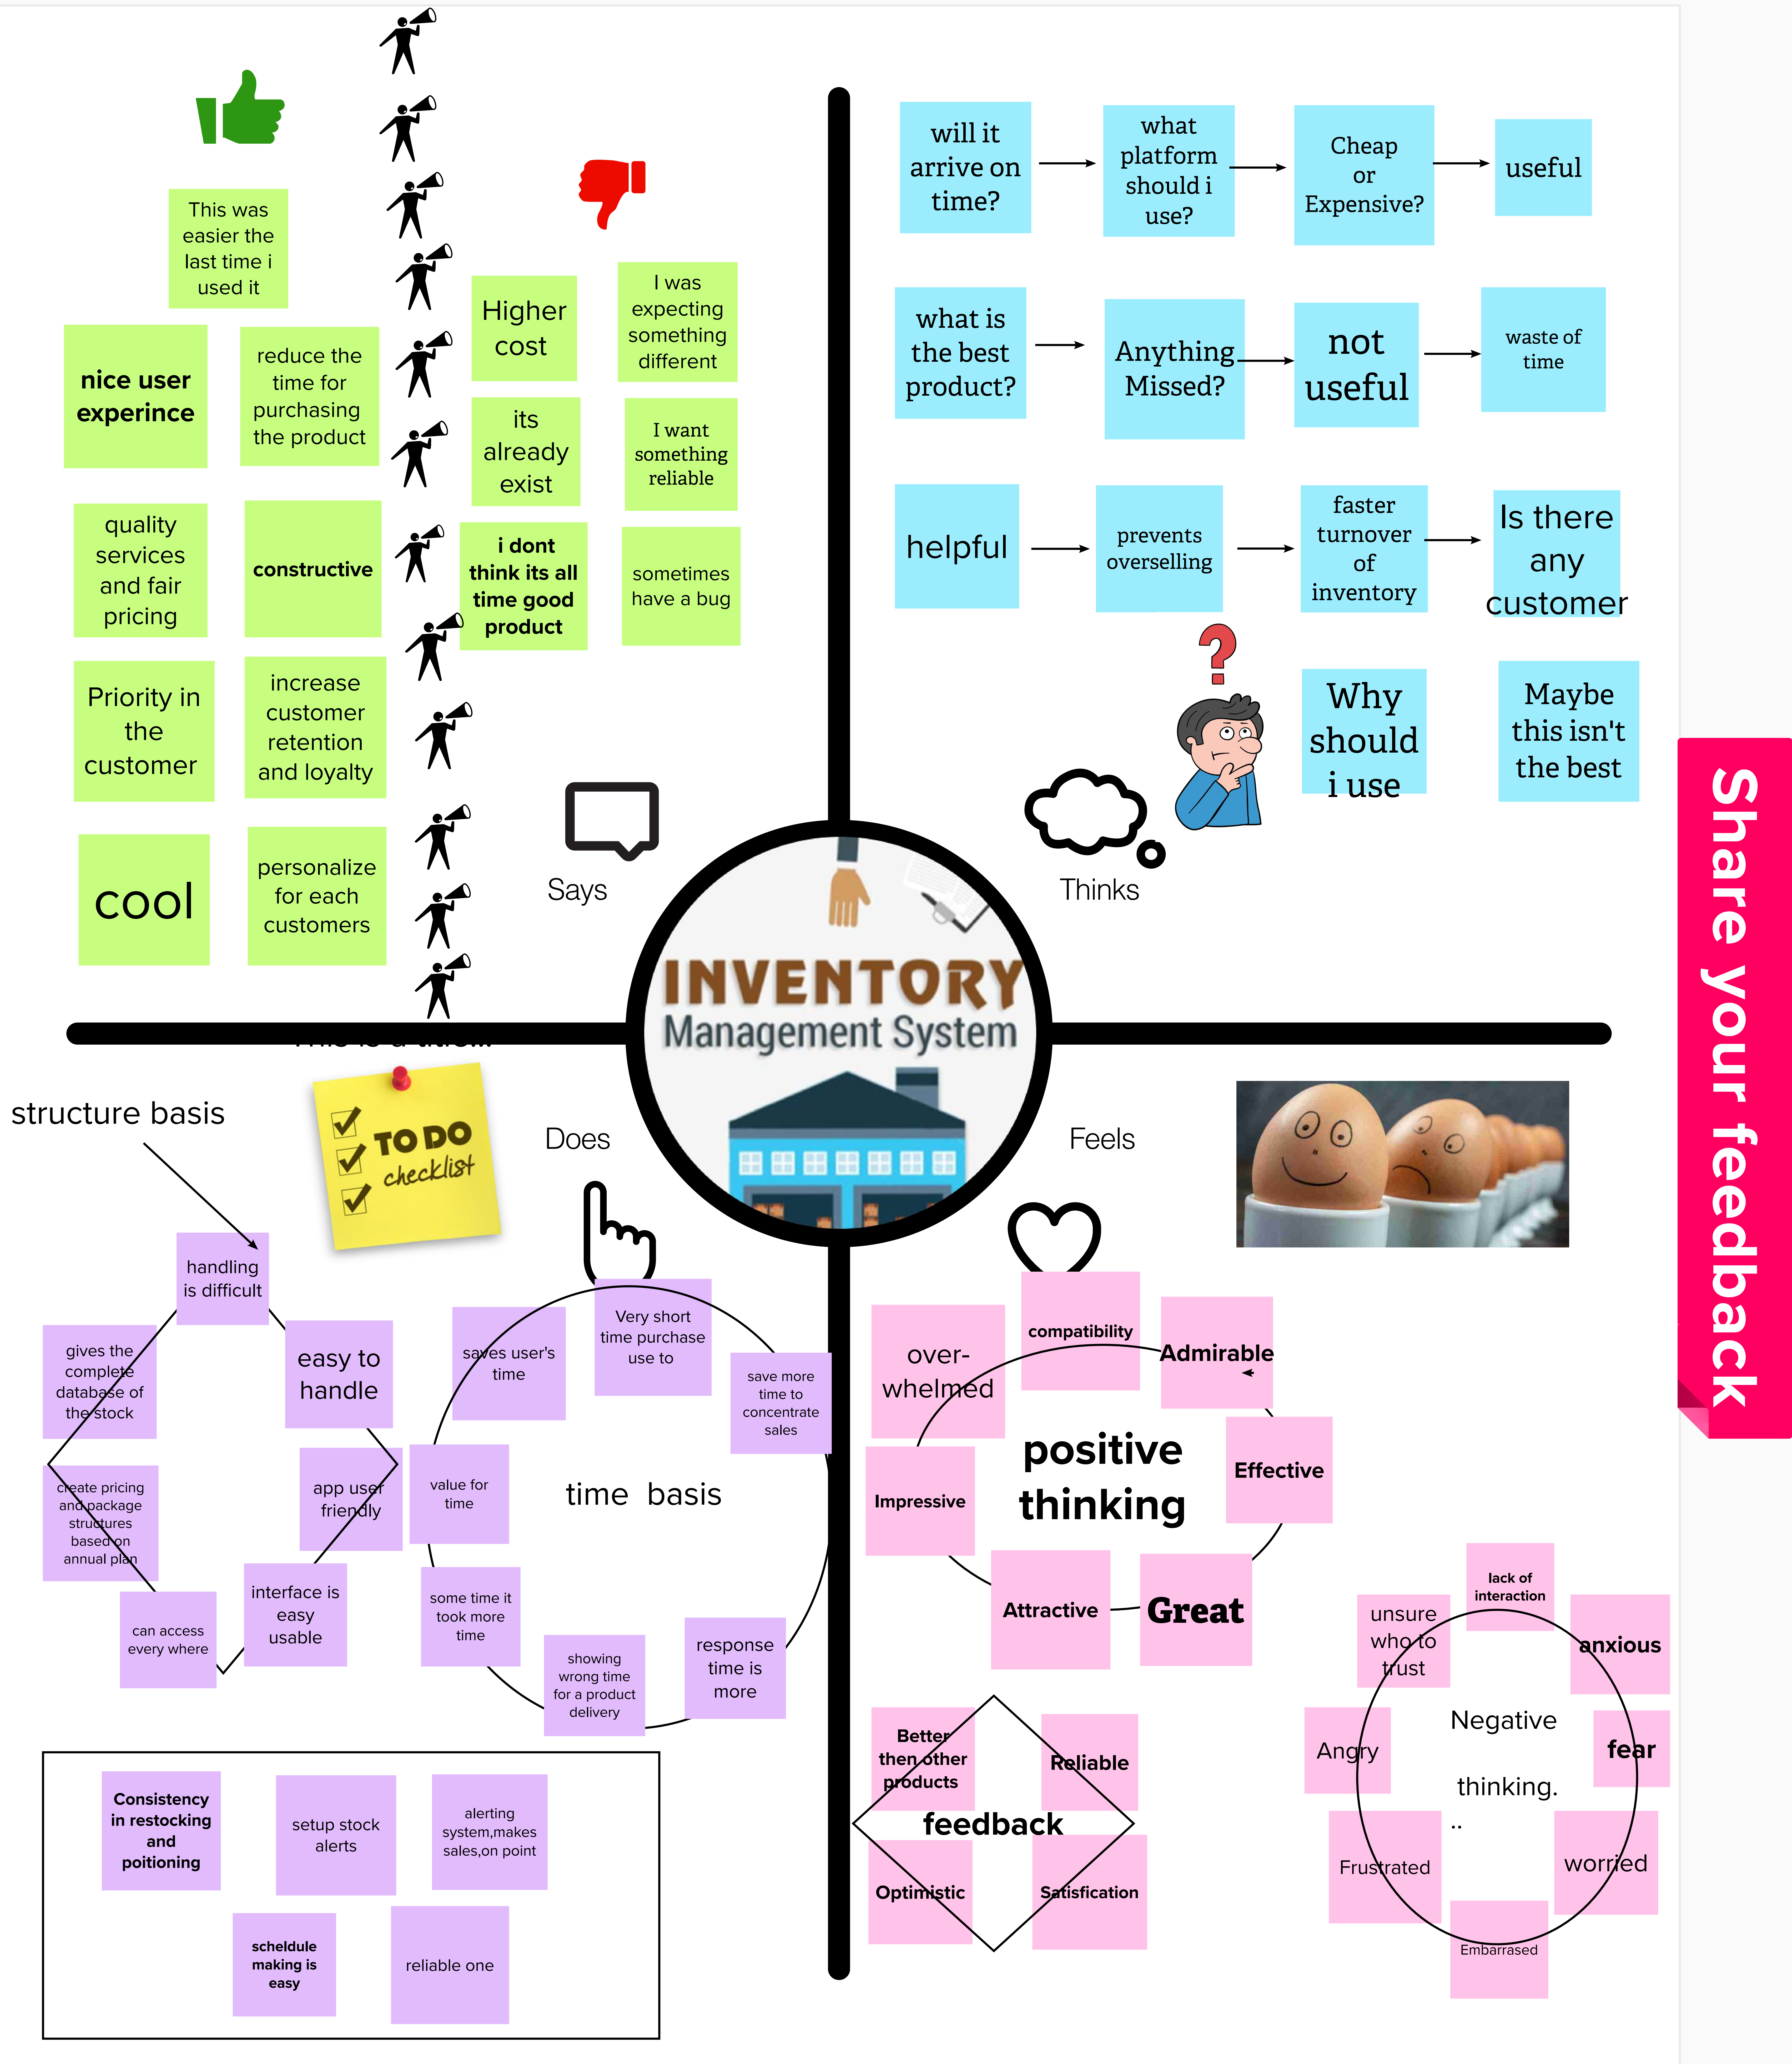 This was
easier the
last time i
used it
nice user
experince
reduce the
time for
purchasing
the product
quality
services
and fair
pricing
constructive
Priority in
the
customer
increase
customer
retention
and loyalty
cool
personalize
for each
customers
Higher
cost
I was
expecting
something
different
its
already
exist
I want
something
reliable
i dont
think its all
time good
product
sometimes
have a bug
Says
will it
arrive on
time?
what
platform
should i
use?
Cheap
or
Expensive?
useful
what is
the best
product?
Anything
Missed?
not
useful
waste of
time
helpful
prevents
overselling
faster
turnover
of
inventory
Is there
any
customer
?
Why
should
i use
Maybe
this isn't
the best
Thinks
INVENTORY
Management System
Share your feedback
This is a title...
structure basis
TO DO
checklist
Does
handling
is difficult
gives the
complete
database of
the stock
easy to
handle
create pricing
and package
structures
based on
annual plan
app user
friendly
can access
every where
interface is
easy
usable
saves user's
time
Very short
time purchase
use to
save more
time to
concentrate
sales
value for
time
time basis
some time it
took more
time
showing
wrong time
for a product
delivery
response
time is
more
Consistency
in restocking
and
poitioning
setup stock
alerts
alerting
system,makes
sales,on point
scheldule
making is
easy
reliable one
Feels
over-
whelmed
compatibility
Admirable
positive
thinking
Effective
Impressive
Attractive
Great
Better
then other
products
Reliable
feedback
Optimistic
Satisfication
lack of
interaction
unsure
who to
trust
anxious
Negative
thinking.
..
Angry
fear
Frustrated
worried
Embarrased